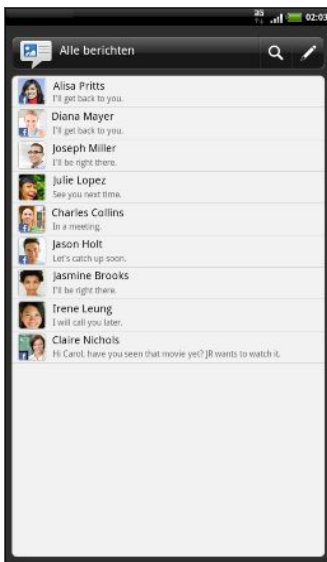 3G
02:03
Alle berichten
Alisa Pritts
I'll get back to you.
Diana Mayer
I'll get back to you.
Joseph Miller
I'll be right there.
Julie Lopez
See you next time.
Charles Collins
In a meeting.
Jason Holt
Let's catch up soon.
Jasmine Brooks
I'll be right there.
Irene Leung
I will call you later.
Claire Nichols
Hi Carol, have you seen that movie yet? JR wants to watch it.